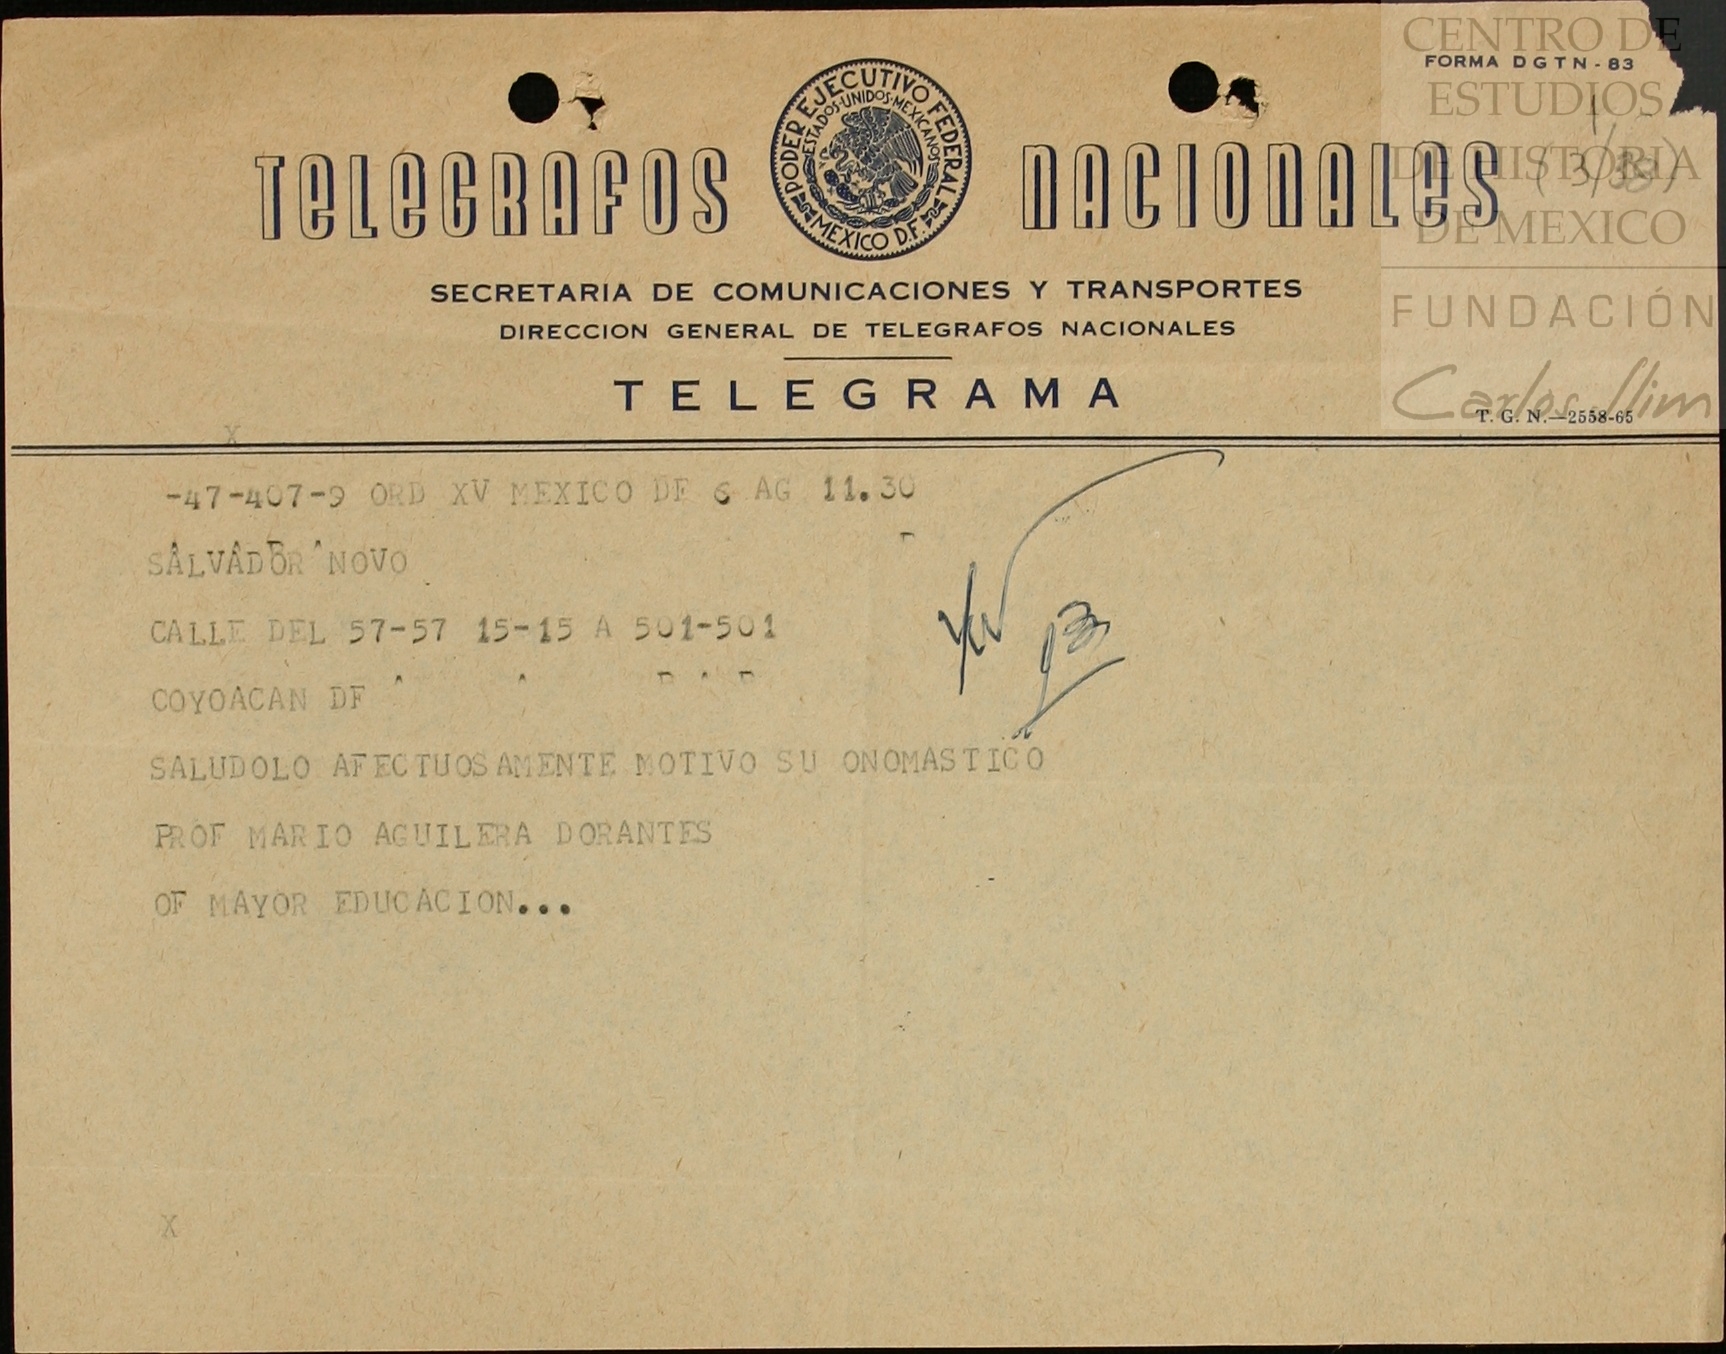 CENTRO DE
FORMA DGTN-83
ESTUDIOS
DE HISTORIA
DE MEXICO
FUNDACIÓN
Carlos Slim
PODER EJECUTIVO FEDERAL
ESTADOS·UNIDOS·MEXICANOS
MEXICO D.F.
TELEGRAFOS NACIONALES
SECRETARIA DE COMUNICACIONES Y TRANSPORTES
DIRECCION GENERAL DE TELEGRAFOS NACIONALES
TELEGRAMA
T. G. N.—2558-65
X
-47-407-9 ORD XV MEXICO DF 6 AG 11.30
SALVADOR NOVO
CALLE DEL 57-57 15-15 A 501-501
COYOACAN DF
SALUDOLO AFECTUOSAMENTE MOTIVO SU ONOMASTICO
PROF MARIO AGUILERA DORANTES
OF MAYOR EDUCACION...
X